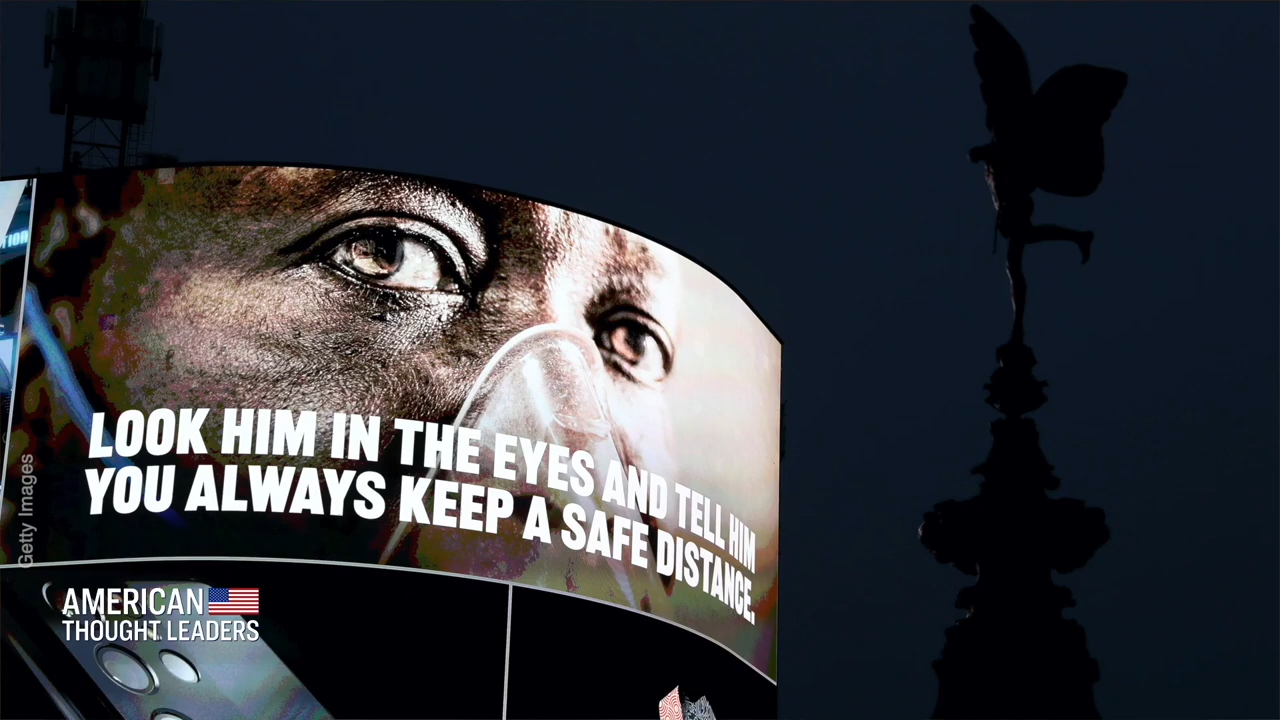 LOOK HIM IN THE EYES AND TELL HIM
YOU ALWAYS KEEP A SAFE DISTANCE.
Getty Images
AMERICAN
THOUGHT LEADERS